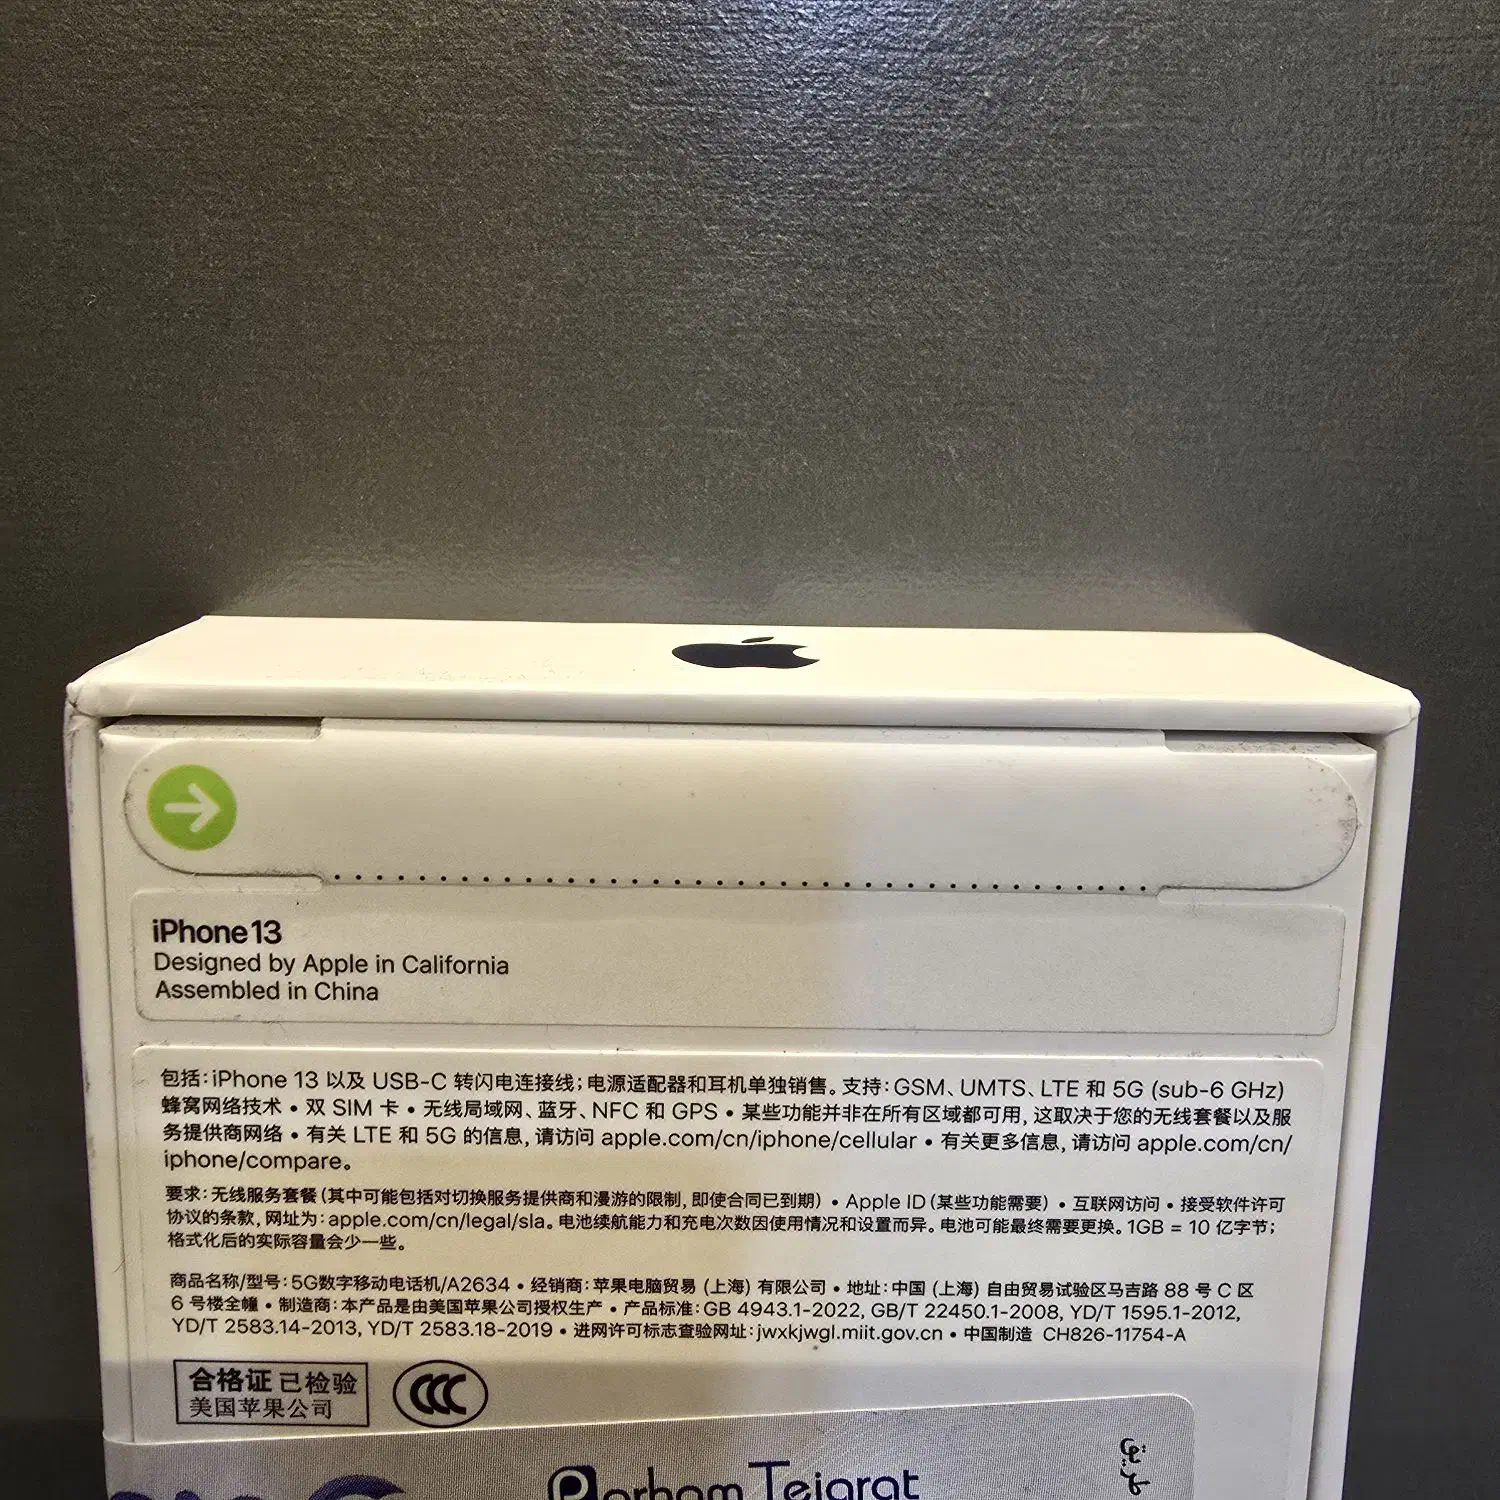 iPhone 13
Designed by Apple in California
Assembled in China
包括：iPhone 13 以及 USB-C 转闪电连接线；电源适配器和耳机单独销售。支持：GSM、UMTS、LTE 和 5G (sub-6 GHz)
蜂窝网络技术 • 双 SIM 卡 • 无线局域网、蓝牙、NFC 和 GPS • 某些功能并非在所有区域都可用，这取决于您的无线套餐以及服
务提供商网络 • 有关 LTE 和 5G 的信息，请访问 apple.com/cn/iphone/cellular • 有关更多信息，请访问 apple.com/cn/
iphone/compare。
要求：无线服务套餐（其中可能包括对切换服务提供商和漫游的限制，即使合同已到期）• Apple ID（某些功能需要）• 互联网访问 • 接受软件许可
协议的条款，网址为：apple.com/cn/legal/sla。电池续航能力和充电次数因使用情况和设置而异。电池可能最终需要更换。1GB = 10 亿字节；
格式化后的实际容量会少一些。
商品名称/型号：5G数字移动电话机/A2634 • 经销商：苹果电脑贸易 (上海) 有限公司 • 地址：中国 (上海) 自由贸易试验区马吉路 88 号 C 区
6 号楼全幢 • 制造商：本产品是由美国苹果公司授权生产 • 产品标准：GB 4943.1-2022, GB/T 22450.1-2008, YD/T 1595.1-2012,
YD/T 2583.14-2013, YD/T 2583.18-2019 • 进网许可标志查验网址：jwxkjwgl.miit.gov.cn • 中国制造 CH826-11754-A
合格证 已检验
美国苹果公司
CCC
Parham Tejarat